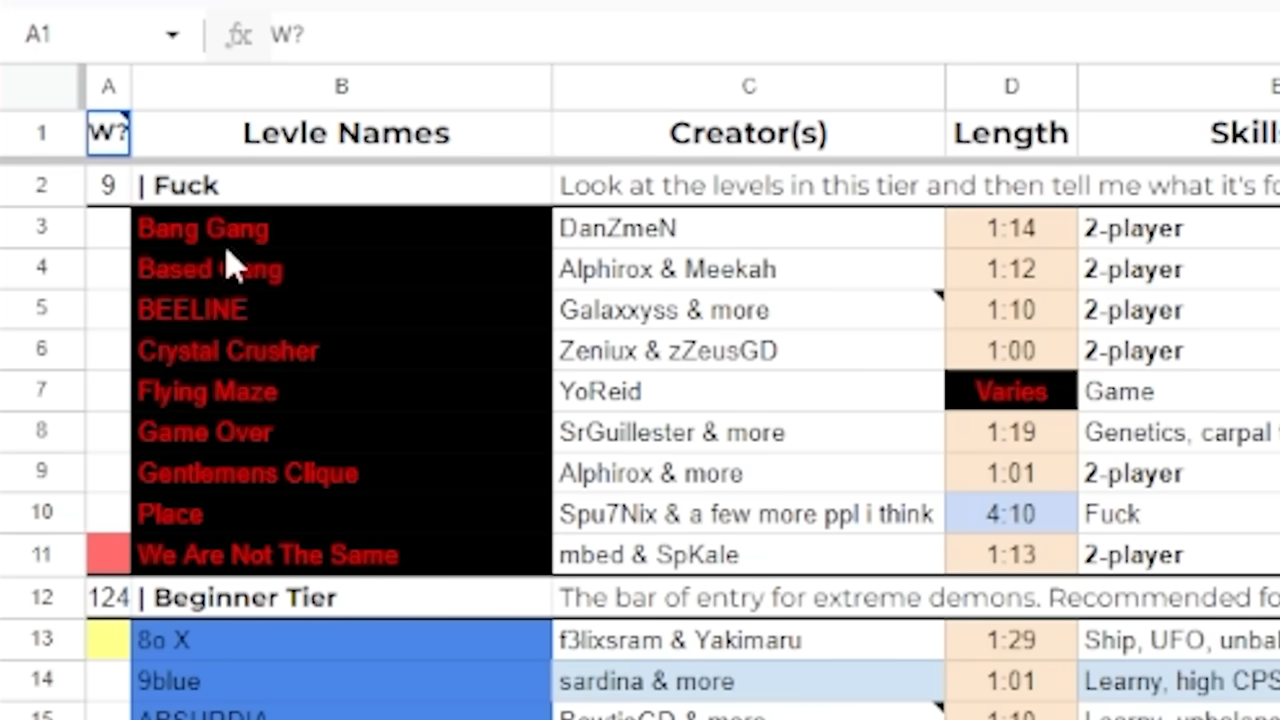 A1 fx W?
A B C D
1 W? Levle Names Creator(s) Length
2 9 | Fuck Look at the levels in this tier and then tell me what it's
3 Bang Gang DanZmeN 1:14 2-player
4 Based Gang Alphirox & Meekah 1:12 2-player
5 BEELINE Galaxxyss & more 1:10 2-player
6 Crystal Crusher Zeniux & zZeusGD 1:00 2-player
7 Flying Maze YoReid Varies Game
8 Game Over SrGuillester & more 1:19 Genetics, carpal
9 Gentlemens Clique Alphirox & more 1:01 2-player
10 Place Spu7Nix & a few more ppl i think 4:10 Fuck
11 We Are Not The Same mbed & SpKale 1:13 2-player
12 124 | Beginner Tier The bar of entry for extreme demons. Recommended
13 8o X f3lixsram & Yakimaru 1:29 Ship, UFO,
14 9blue sardina & more 1:01 Learny, high CPS